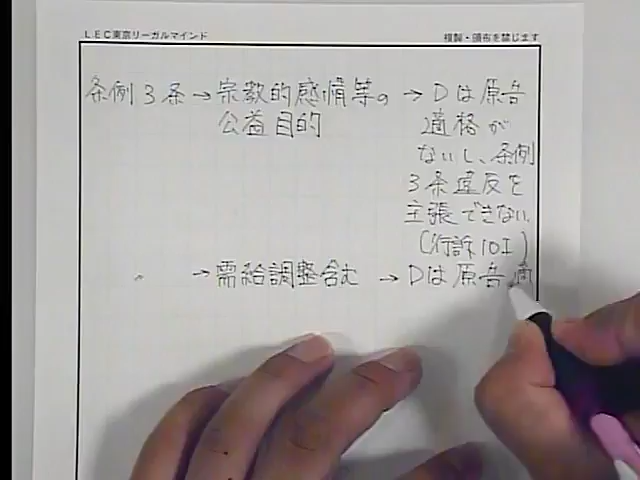 LEC東京リーガルマインド 複製・頒布を禁じます
条例3条→宗教的感情等の →Dは原告
公益目的 適格が
ないし、条例
3条違反を
主張できない
(行訴10I)
→需給調整含む →Dは原告適